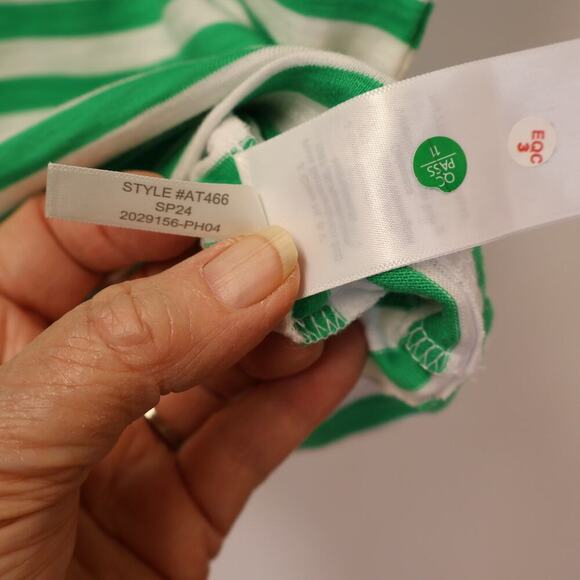 STYLE #AT466
SP24
2029156-PH04
QC
PASS
11
EQC
3